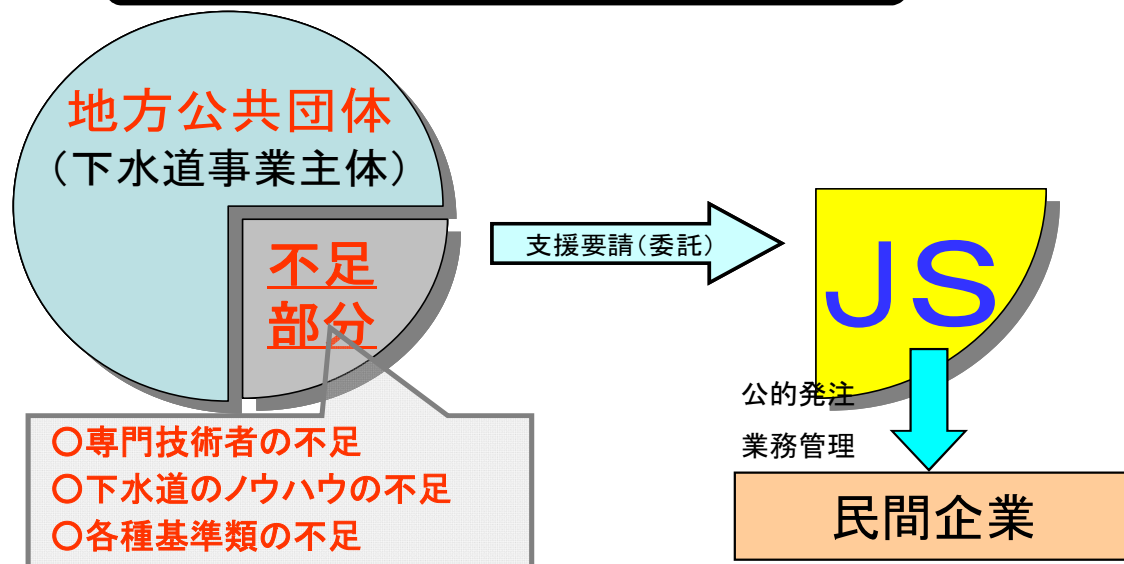 地方公共団体
(下水道事業主体)
不足
部分
○専門技術者の不足
○下水道のノウハウの不足
○各種基準類の不足
支援要請(委託)
JS
公的発注
業務管理
民間企業